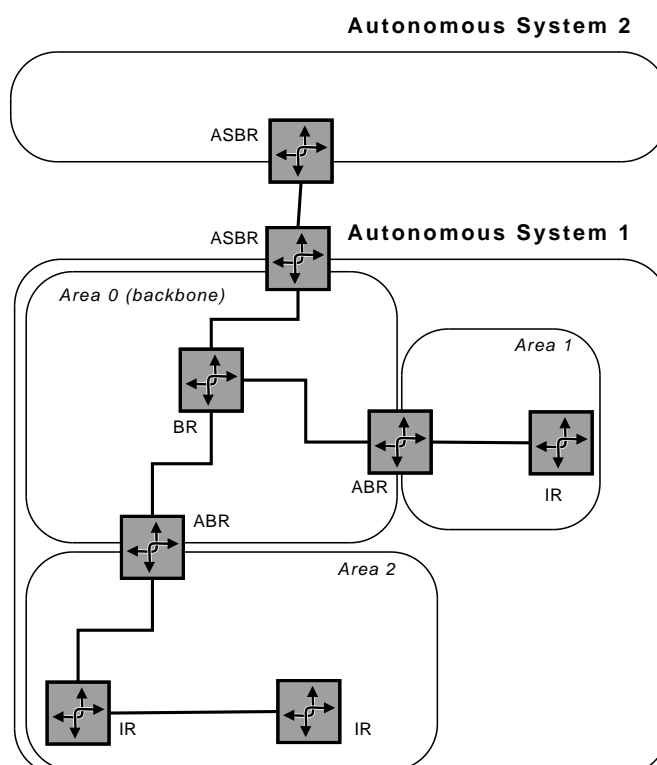 Autonomous System 2
ASBR
ASBR
Autonomous System 1
Area 0 (backbone)
Area 1
BR
ABR
IR
ABR
Area 2
IR
IR